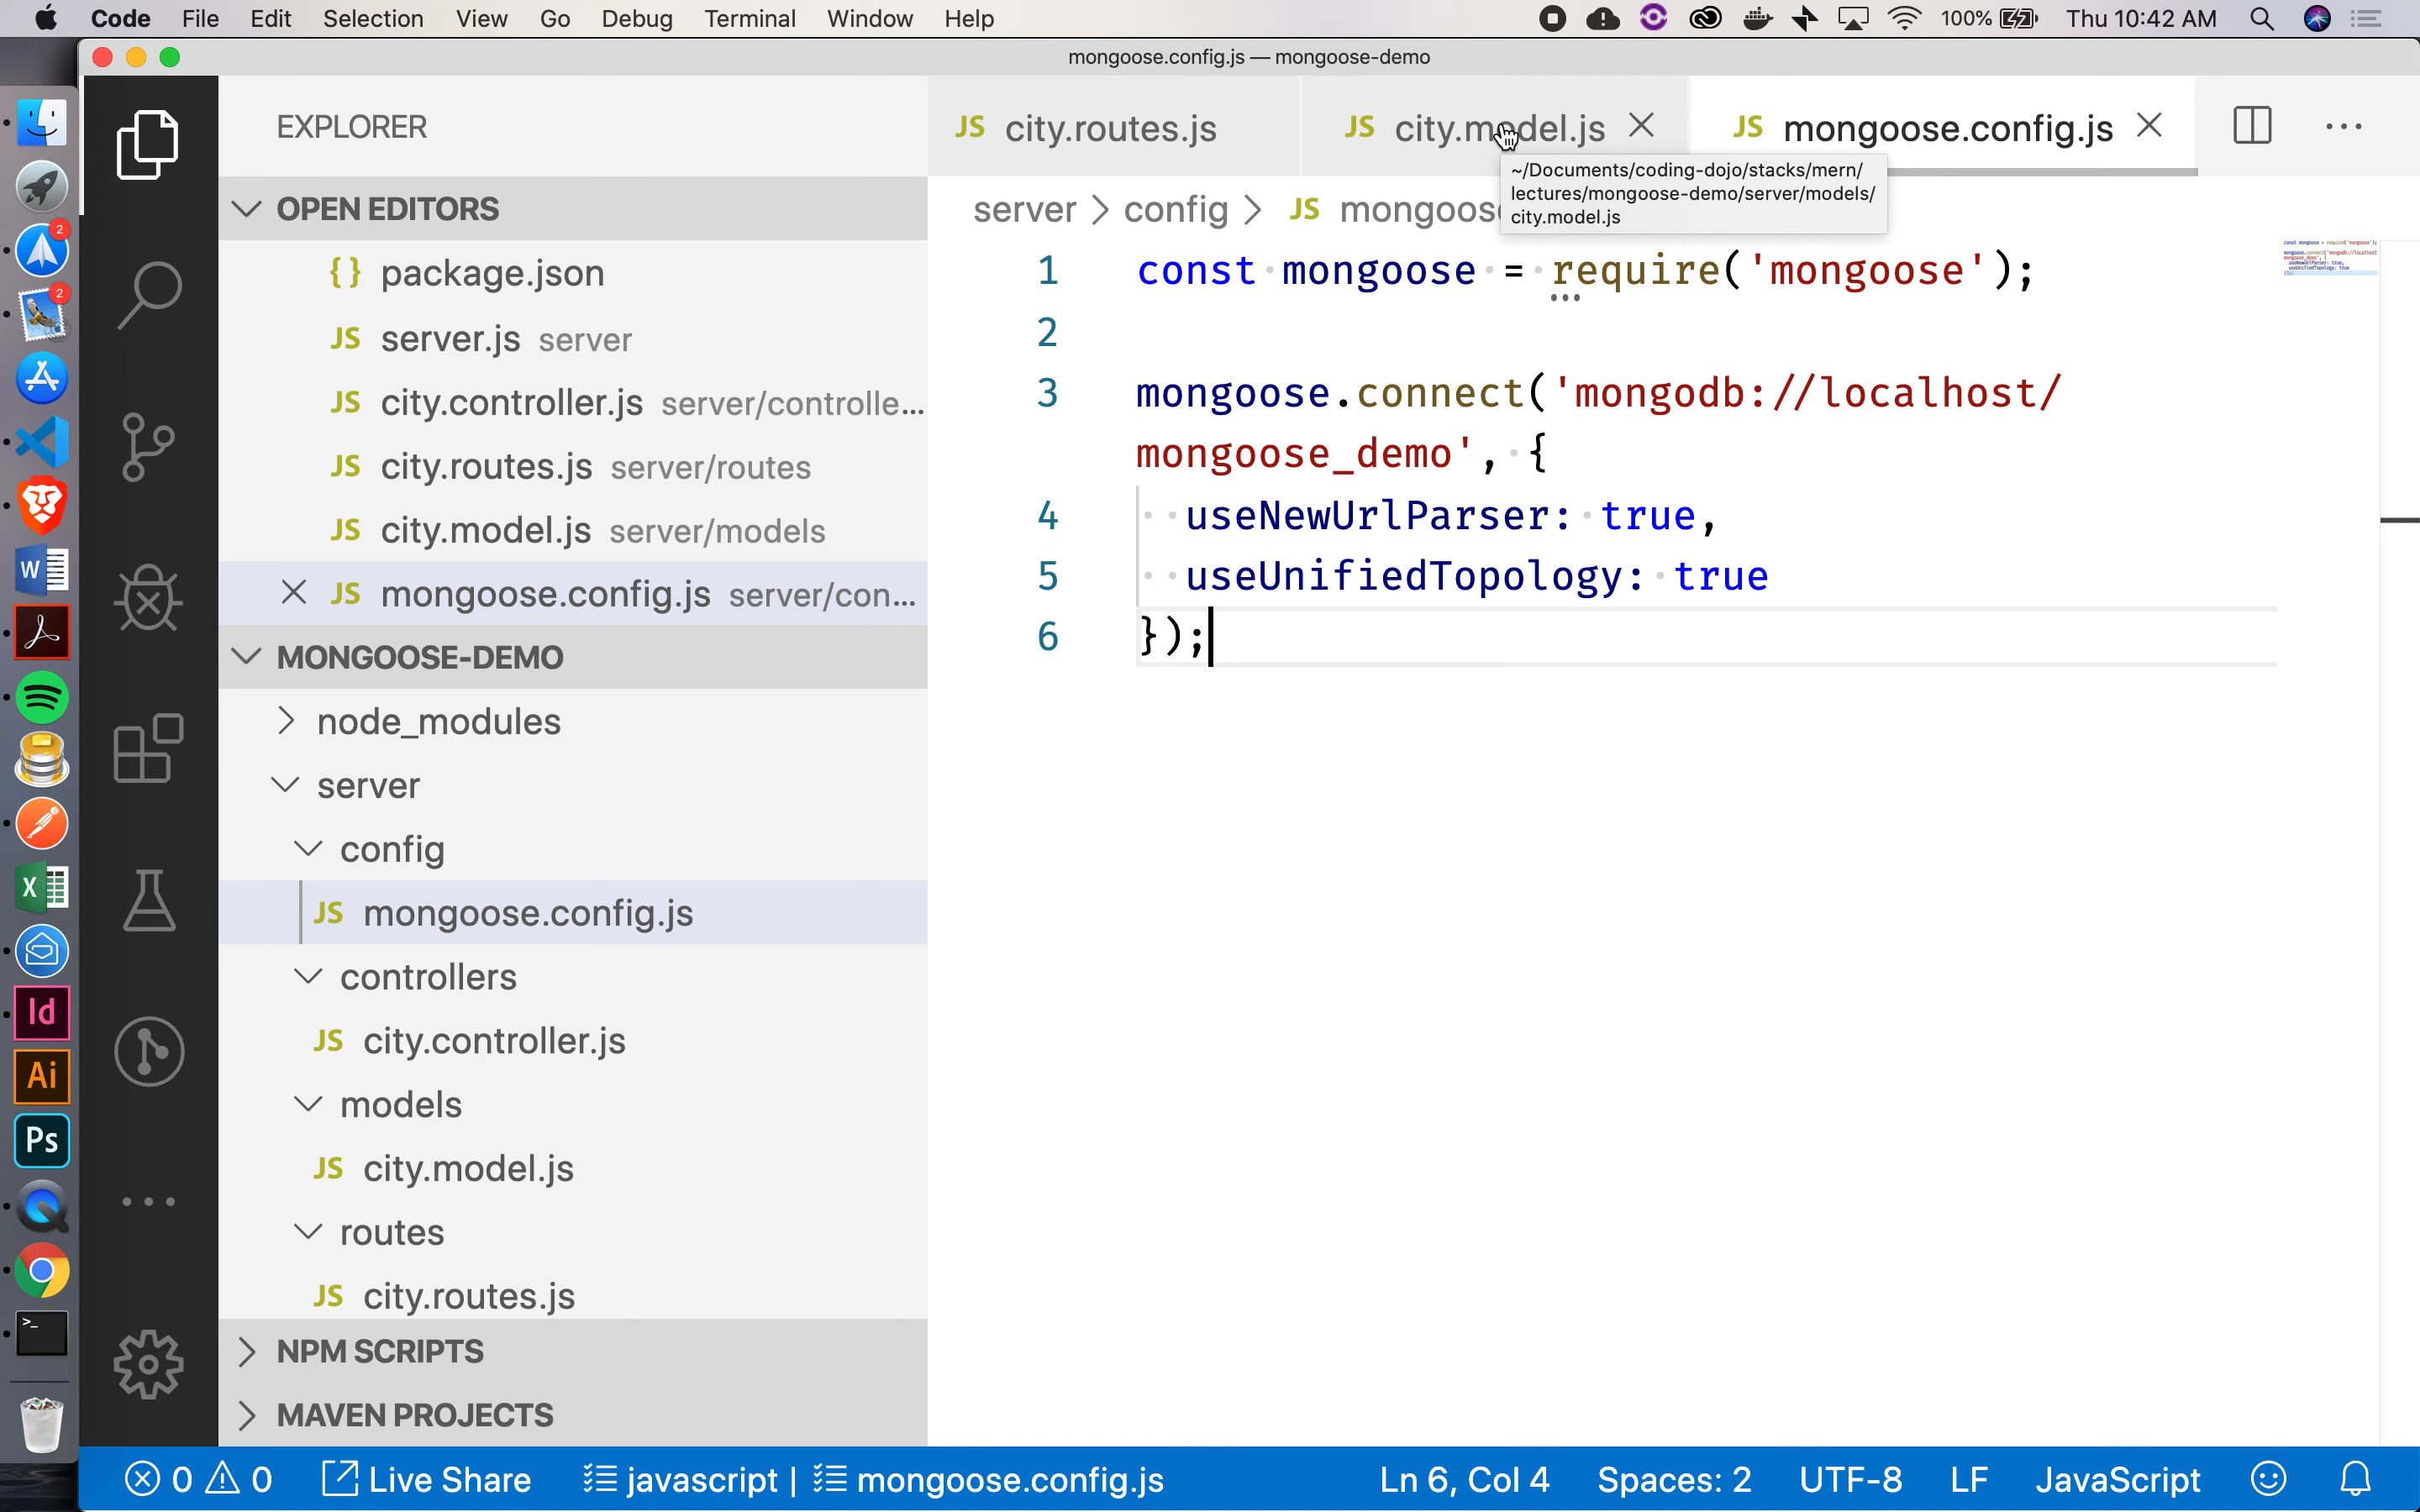 Code File Edit Selection View Go Debug Terminal Window Help 100% Thu 10:42 AM
mongoose.config.js — mongoose-demo
EXPLORER
JS city.routes.js JS city.model.js JS mongoose.config.js
~/Documents/coding-dojo/stacks/mern/
lectures/mongoose-demo/server/models/
city.model.js
OPEN EDITORS
{} package.json
JS server.js server
JS city.controller.js server/controlle...
JS city.routes.js server/routes
JS city.model.js server/models
JS mongoose.config.js server/con...
MONGOOSE-DEMO
node_modules
server
config
JS mongoose.config.js
controllers
JS city.controller.js
models
JS city.model.js
routes
JS city.routes.js
NPM SCRIPTS
MAVEN PROJECTS
server > config > JS mongoos
1 const mongoose = require('mongoose');
2
3 mongoose.connect('mongodb://localhost/
mongoose_demo', {
4 useNewUrlParser: true,
5 useUnifiedTopology: true
6 });
2
2
W
X
Id
Ai
Ps
>_
0 0 Live Share javascript | mongoose.config.js Ln 6, Col 4 Spaces: 2 UTF-8 LF JavaScript